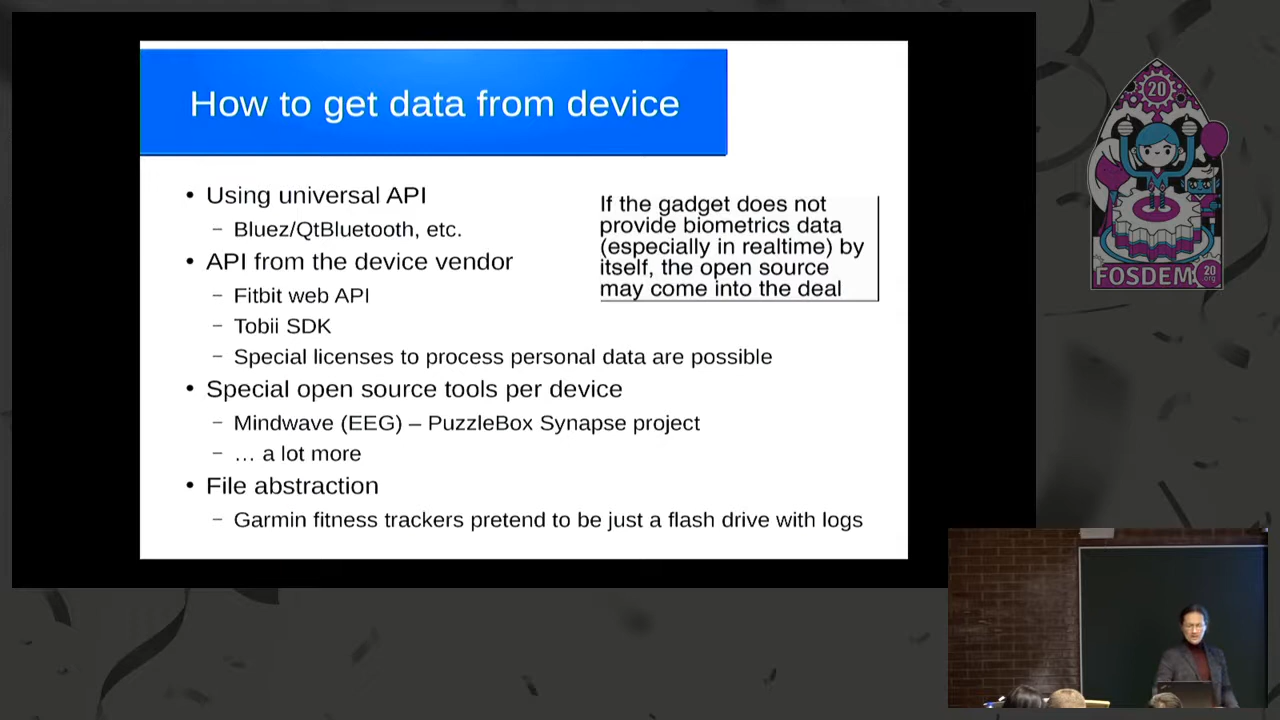 How to get data from device
• Using universal API
– Bluez/QtBluetooth, etc.
• API from the device vendor
– Fitbit web API
– Tobii SDK
– Special licenses to process personal data are possible
• Special open source tools per device
– Mindwave (EEG) – PuzzleBox Synapse project
– … a lot more
• File abstraction
– Garmin fitness trackers pretend to be just a flash drive with logs
If the gadget does not
provide biometrics data
(especially in realtime) by
itself, the open source
may come into the deal
20
FOSDEM
20
org